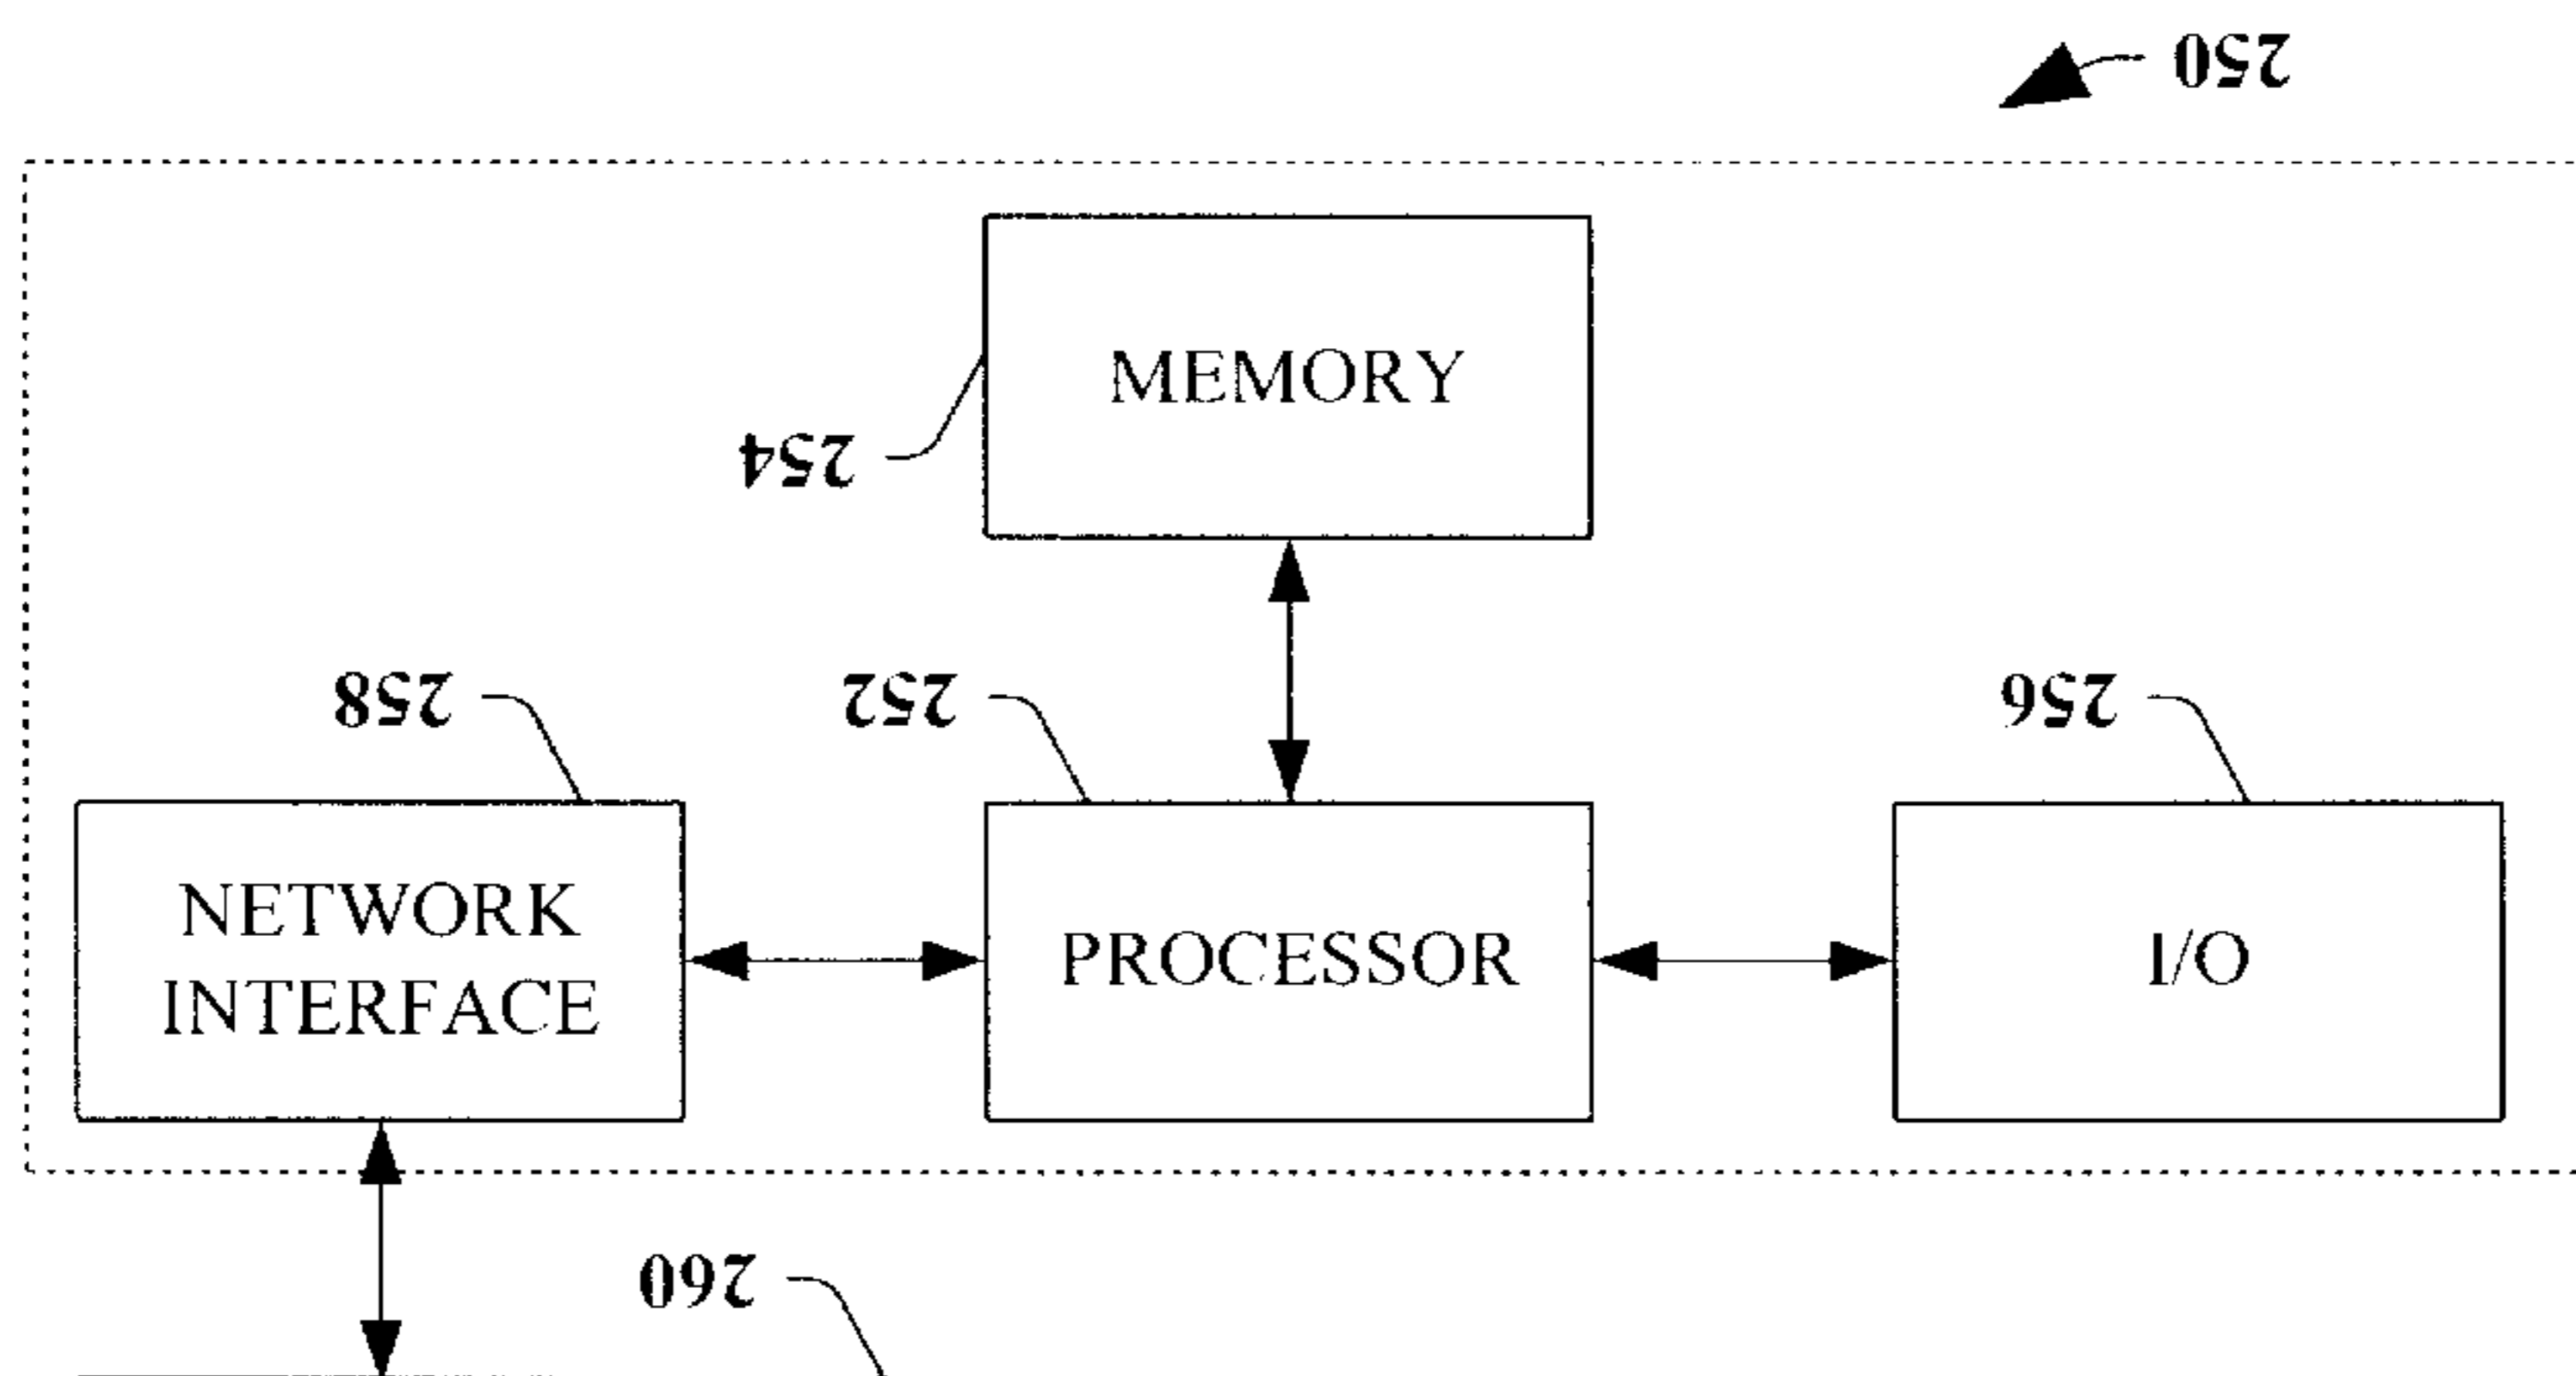 250
MEMORY
254
258
252
256
NETWORK
INTERFACE
PROCESSOR
I/O
260